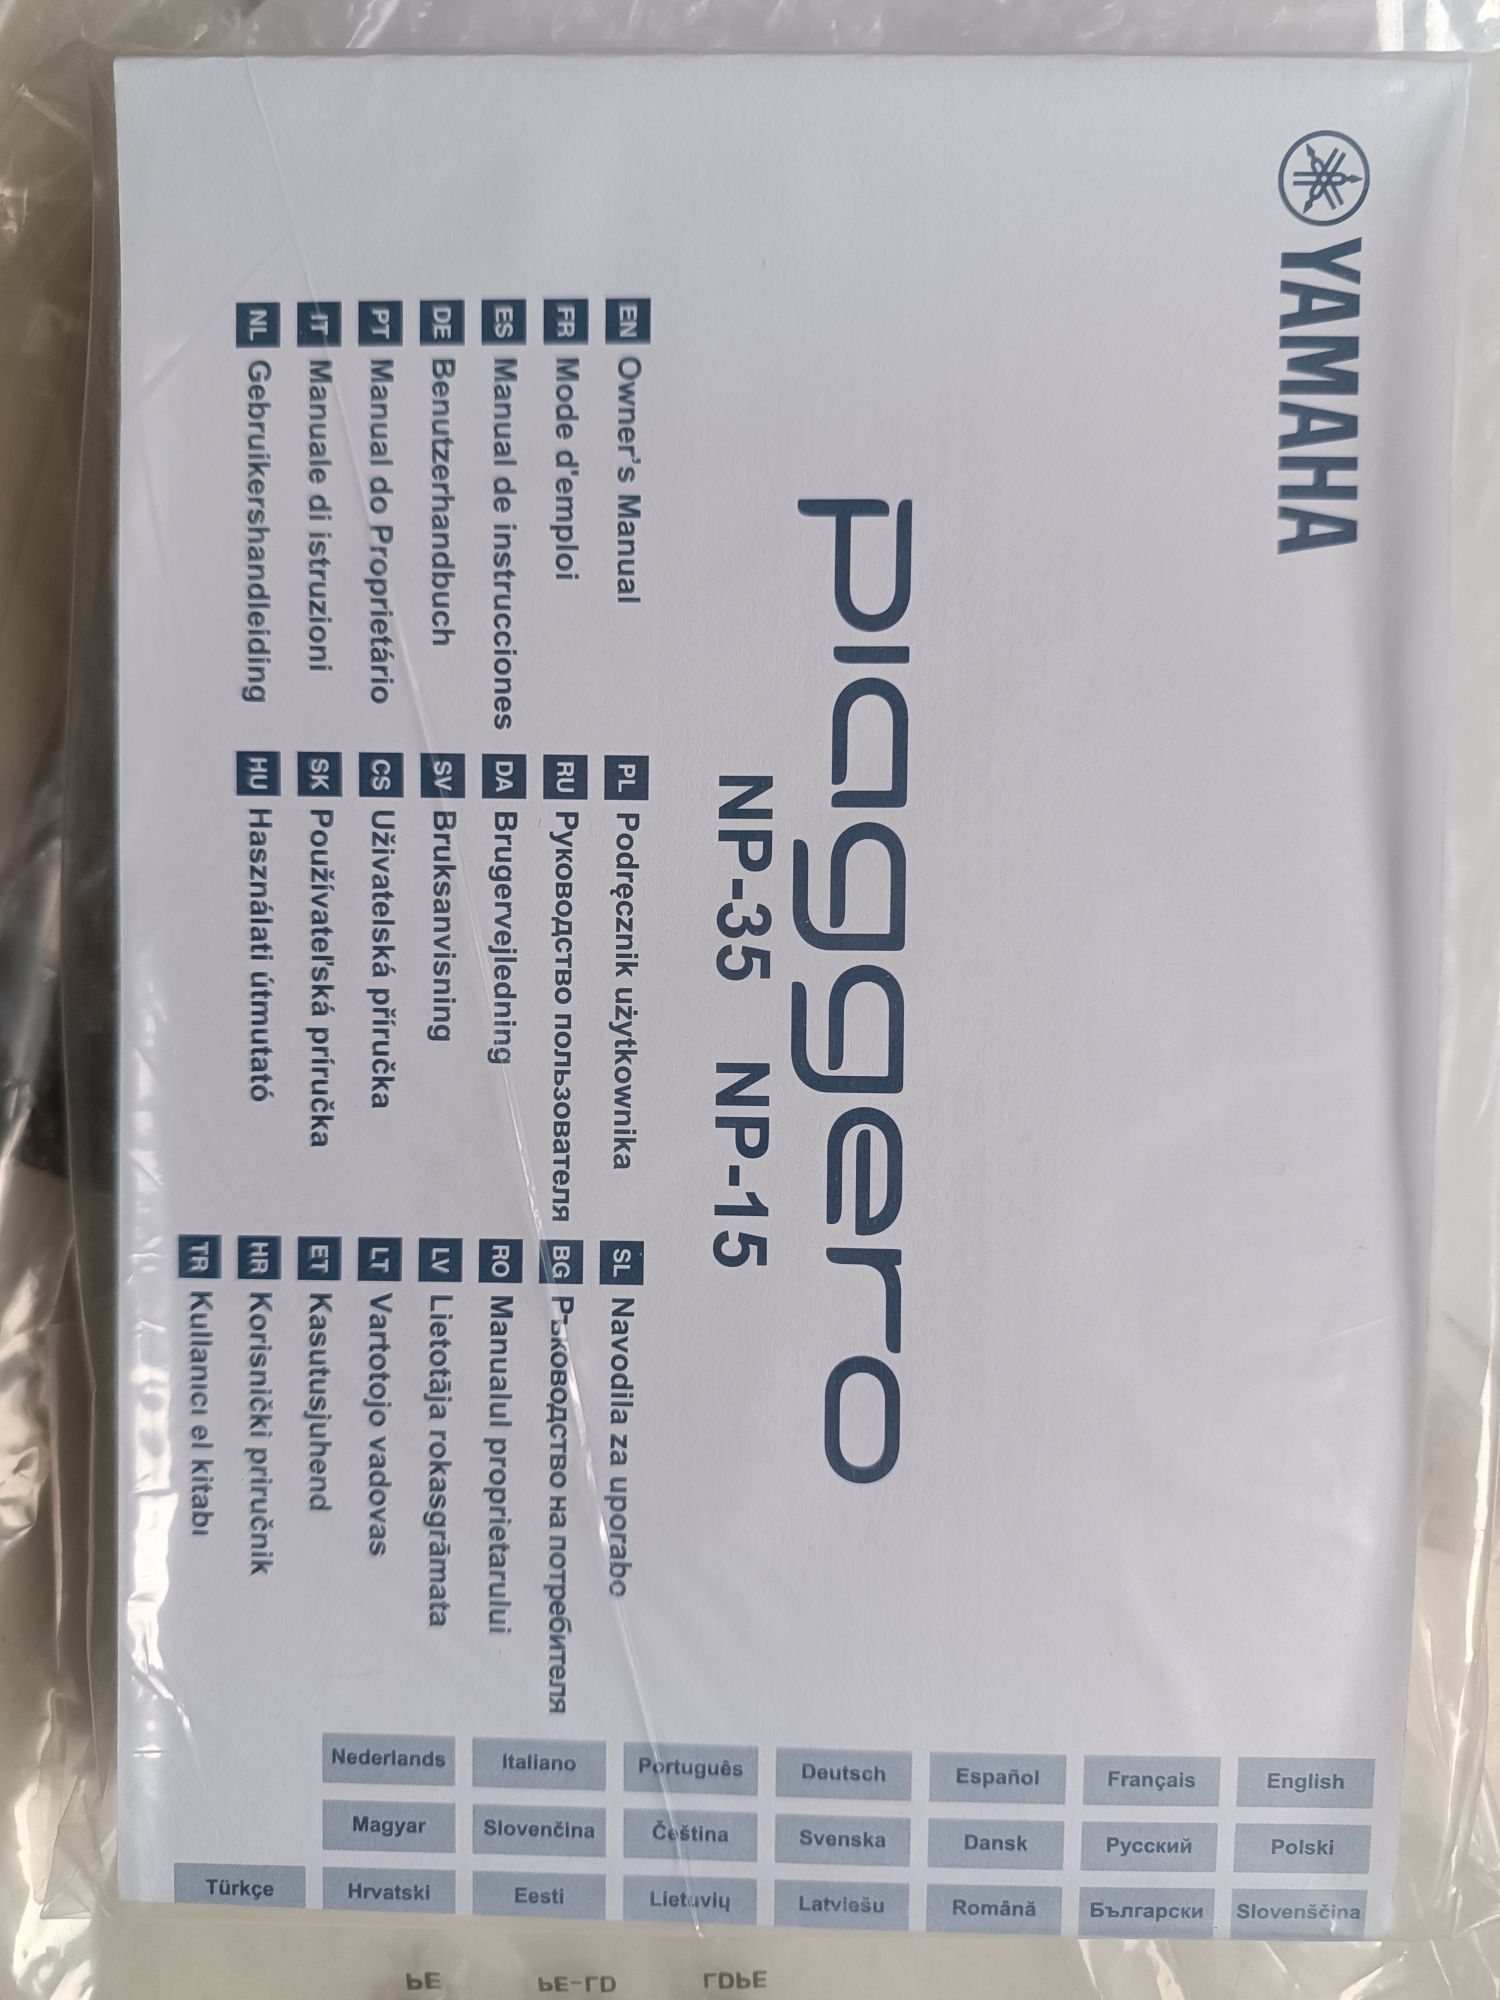 YAMAHA
piaggero
NP-35 NP-15
EN Owner's Manual
FR Mode d'emploi
ES Manual de instrucciones
DE Benutzerhandbuch
PT Manual do Proprietário
IT Manuale di istruzioni
NL Gebruikershandleiding
PL Podręcznik użytkownika
RU Руководство пользователя
DA Brugervejledning
SV Bruksanvisning
CS Uživatelská příručka
SK Používateľská príručka
HU Használati útmutató
SL Navodila za uporabo
BG Ръководство на потребителя
RO Manualul proprietarului
LV Lietotāja rokasgrāmata
LT Vartotojo vadovas
ET Kasutusjuhend
HR Korisnički priručnik
TR Kullanıcı el kitabı
English
Français
Español
Deutsch
Português
Italiano
Nederlands
Polski
Русский
Dansk
Svenska
Čeština
Slovenčina
Magyar
Slovenščina
Български
Română
Latviešu
Lietuvių
Eesti
Hrvatski
Türkçe
PE
PE-LD
LDPE